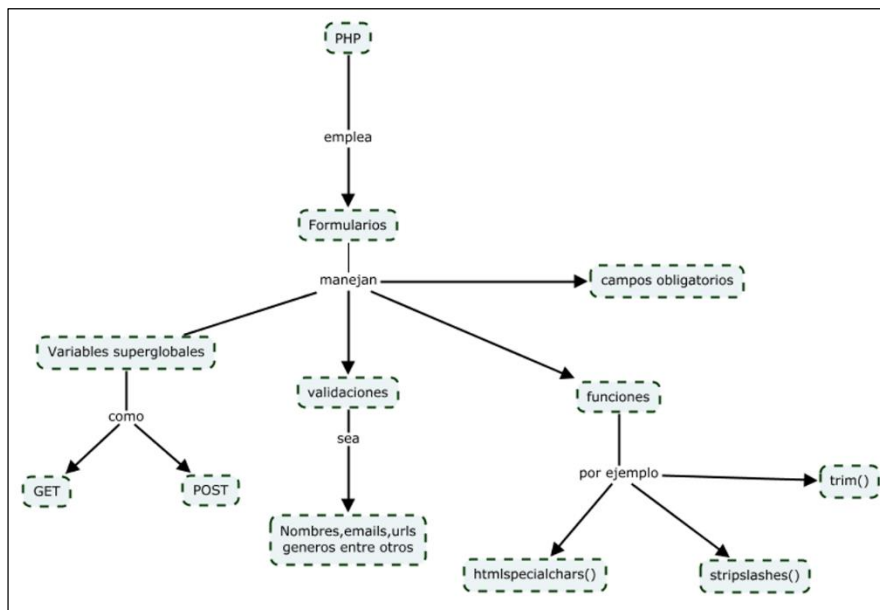 PHP
emplea
Formularios
manejan
campos obligatorios
Variables superglobales
validaciones
funciones
como
sea
por ejemplo
GET
POST
Nombres,emails,urls
generos entre otros
trim()
htmlspecialchars()
stripslashes()